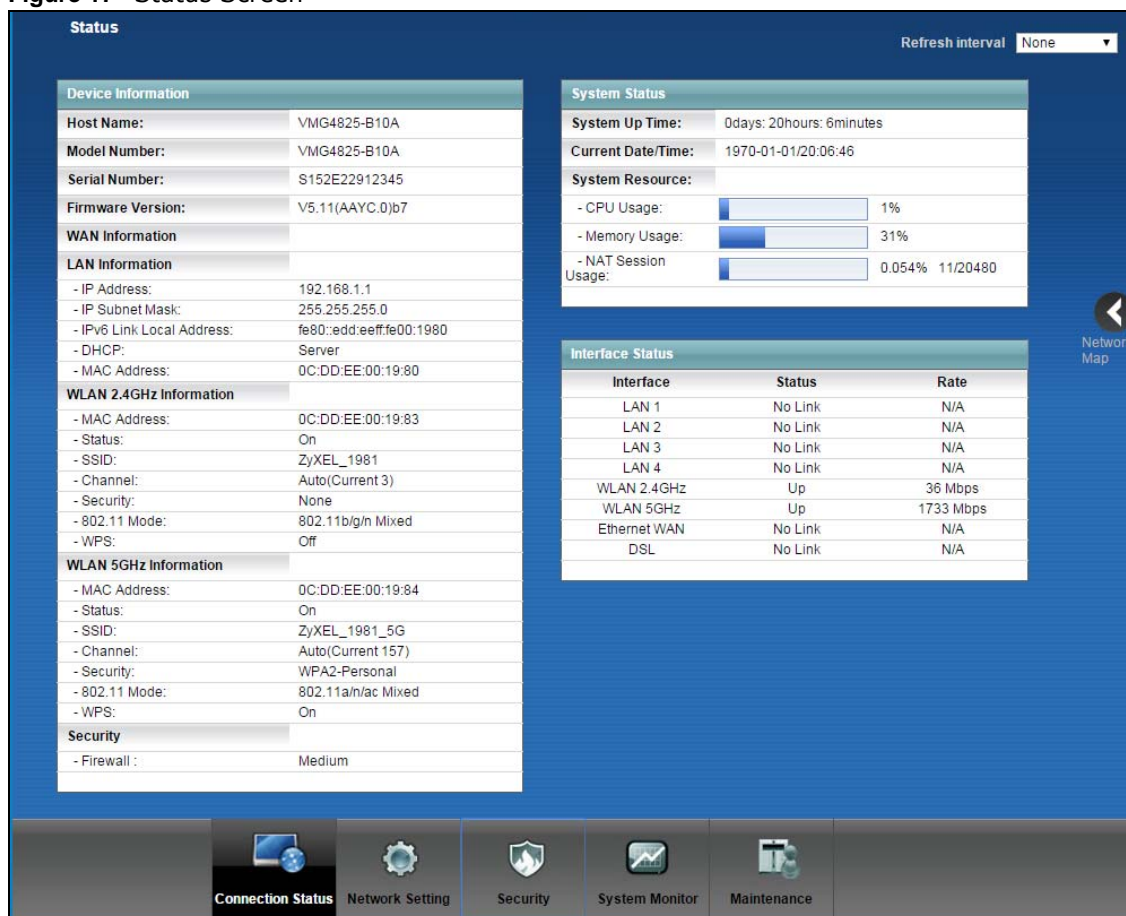 Status
Refresh interval None
Device Information
Host Name: VMG4825-B10A
Model Number: VMG4825-B10A
Serial Number: S152E22912345
Firmware Version: V5.11(AAYC.0)b7
WAN Information
LAN Information
- IP Address: 192.168.1.1
- IP Subnet Mask: 255.255.255.0
- IPv6 Link Local Address: fe80::edd:eeff:fe00:1980
- DHCP: Server
- MAC Address: 0C:DD:EE:00:19:80
WLAN 2.4GHz Information
- MAC Address: 0C:DD:EE:00:19:83
- Status: On
- SSID: ZyXEL_1981
- Channel: Auto(Current 3)
- Security: None
- 802.11 Mode: 802.11b/g/n Mixed
- WPS: Off
WLAN 5GHz Information
- MAC Address: 0C:DD:EE:00:19:84
- Status: On
- SSID: ZyXEL_1981_5G
- Channel: Auto(Current 157)
- Security: WPA2-Personal
- 802.11 Mode: 802.11a/n/ac Mixed
- WPS: On
Security
- Firewall : Medium
System Status
System Up Time: 0days: 20hours: 6minutes
Current Date/Time: 1970-01-01/20:06:46
System Resource:
- CPU Usage: 1%
- Memory Usage: 31%
- NAT Session
Usage: 0.054% 11/20480
Interface Status
Interface Status Rate
LAN 1 No Link N/A
LAN 2 No Link N/A
LAN 3 No Link N/A
LAN 4 No Link N/A
WLAN 2.4GHz Up 36 Mbps
WLAN 5GHz Up 1733 Mbps
Ethernet WAN No Link N/A
DSL No Link N/A
Networ
Map
Connection Status Network Setting Security System Monitor Maintenance